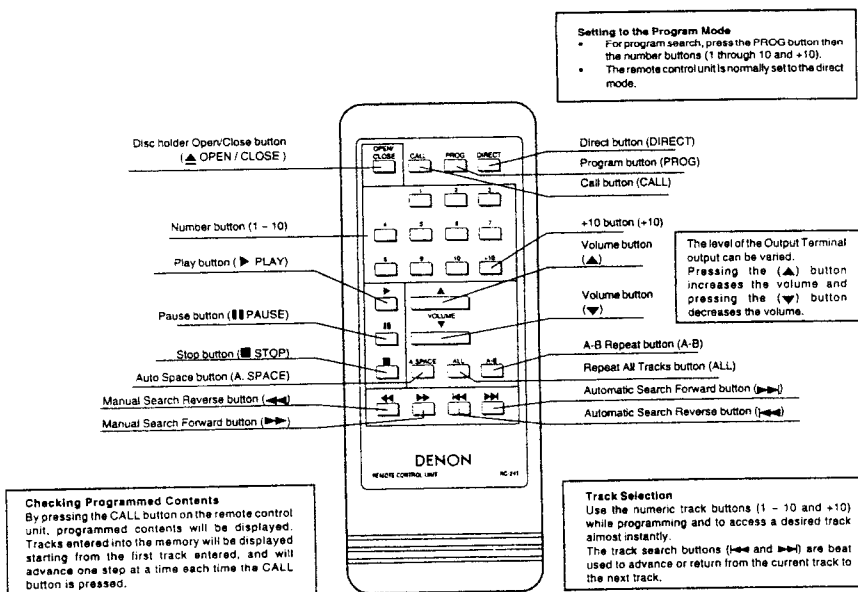 Setting to the Program Mode
• For program search, press the PROG button then
the number buttons (1 through 10 and +10).
• The remote control unit is normally set to the direct
mode.
Disc holder Open/Close button
(⏏ OPEN / CLOSE )
Direct button (DIRECT)
Program button (PROG)
Call button (CALL)
OPEN/
CLOSE
CALL
PROG
DIRECT
1 2 3
4 5 6 7
8 9 10 +10
Number button (1 – 10)
+10 button (+10)
Play button ( ▶ PLAY)
Volume button
(▲)
The level of the Output Terminal
output can be varied.
Pressing the (▲) button
increases the volume and
pressing the (▼) button
decreases the volume.
▶
▲
VOLUME
▼
Pause button (❚❚ PAUSE)
Volume button
(▼)
❚❚
Stop button (■ STOP)
A-B Repeat button (A-B)
■ A.SPACE ALL A-B
Auto Space button (A. SPACE)
Repeat All Tracks button (ALL)
Manual Search Reverse button (◀◀)
Automatic Search Forward button (▶▶|)
◀◀ ▶▶ |◀◀ ▶▶|
Manual Search Forward button (▶▶)
Automatic Search Reverse button (|◀◀)
DENON
REMOTE CONTROL UNIT RC-241
Checking Programmed Contents
By pressing the CALL button on the remote control
unit, programmed contents will be displayed.
Tracks entered into the memory will be displayed
starting from the first track entered, and will
advance one step at a time each time the CALL
button is pressed.
Track Selection
Use the numeric track buttons (1 – 10 and +10)
while programming and to access a desired track
almost instantly.
The track search buttons (|◀◀ and ▶▶|) are beat
used to advance or return from the current track to
the next track.